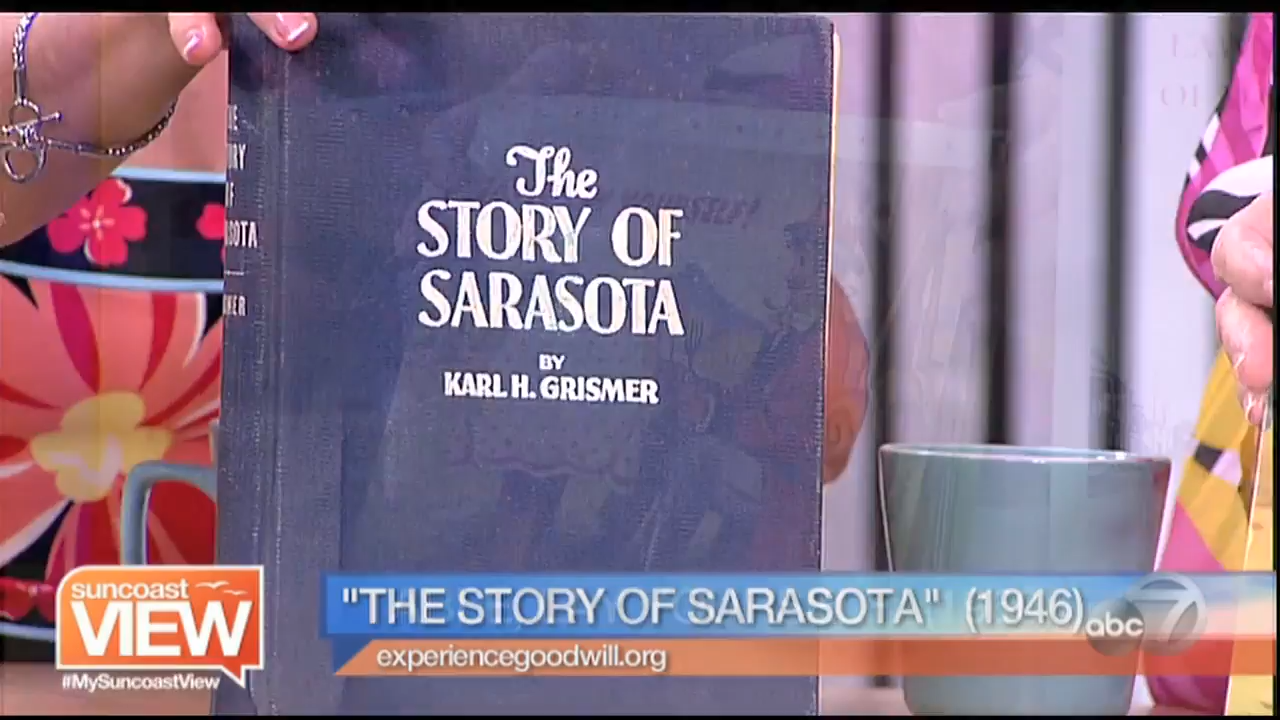 The
STORY OF
SARASOTA
BY
KARL H. GRISMER
suncoast
VIEW
#MySuncoastView
"THE STORY OF SARASOTA" (1946)
abc 7
experiencegoodwill.org